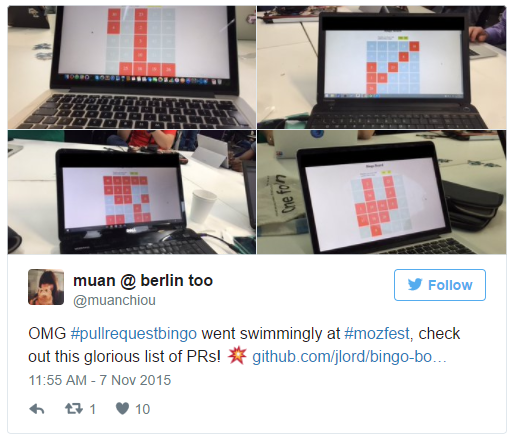 muan @ berlin too
@muanchiou
Follow
OMG #pullrequestbingo went swimmingly at #mozfest, check
out this glorious list of PRs! 💥 github.com/jlord/bingo-bo…
11:55 AM - 7 Nov 2015
1
10